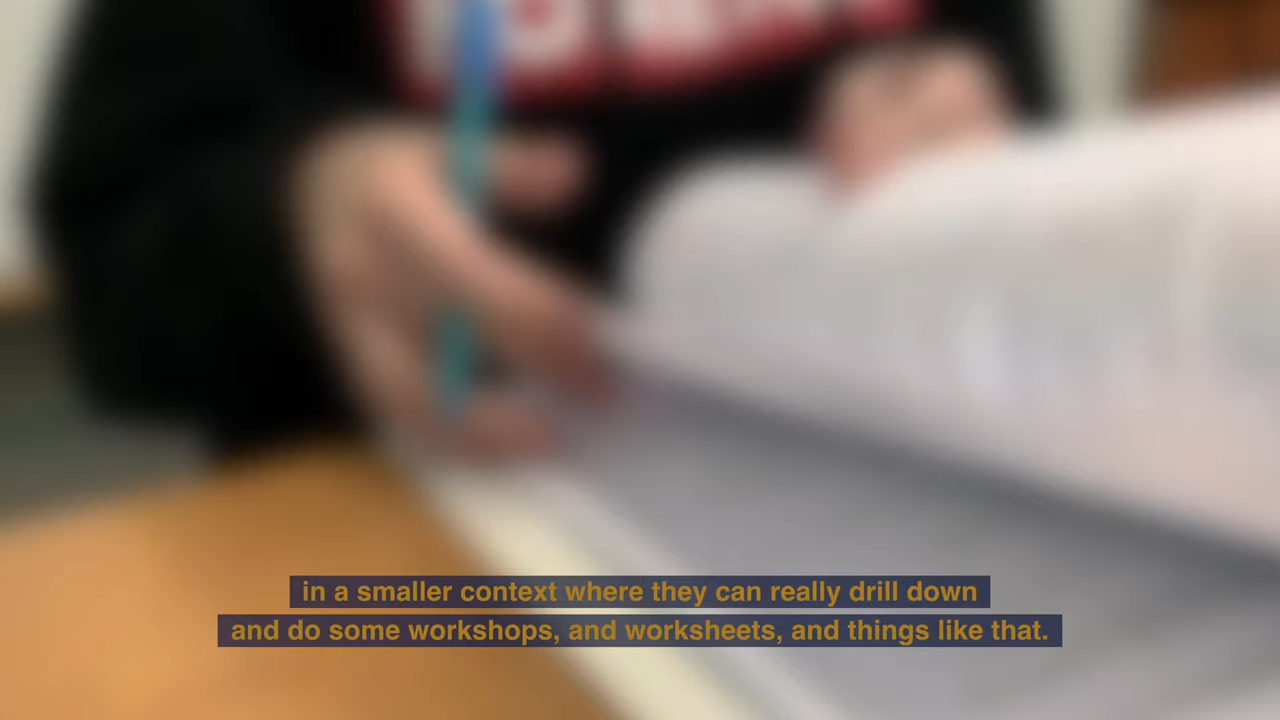 in a smaller context where they can really drill down
and do some workshops, and worksheets, and things like that.